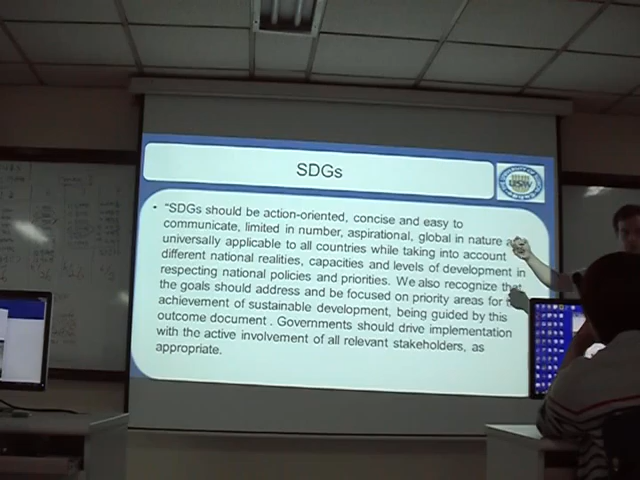 SDGs
• "SDGs should be action-oriented, concise and easy to
communicate, limited in number, aspirational, global in nature
universally applicable to all countries while taking into account
different national realities, capacities and levels of development in
respecting national policies and priorities. We also recognize that
the goals should address and be focused on priority areas for
achievement of sustainable development, being guided by this
outcome document . Governments should drive implementation
with the active involvement of all relevant stakeholders, as
appropriate.